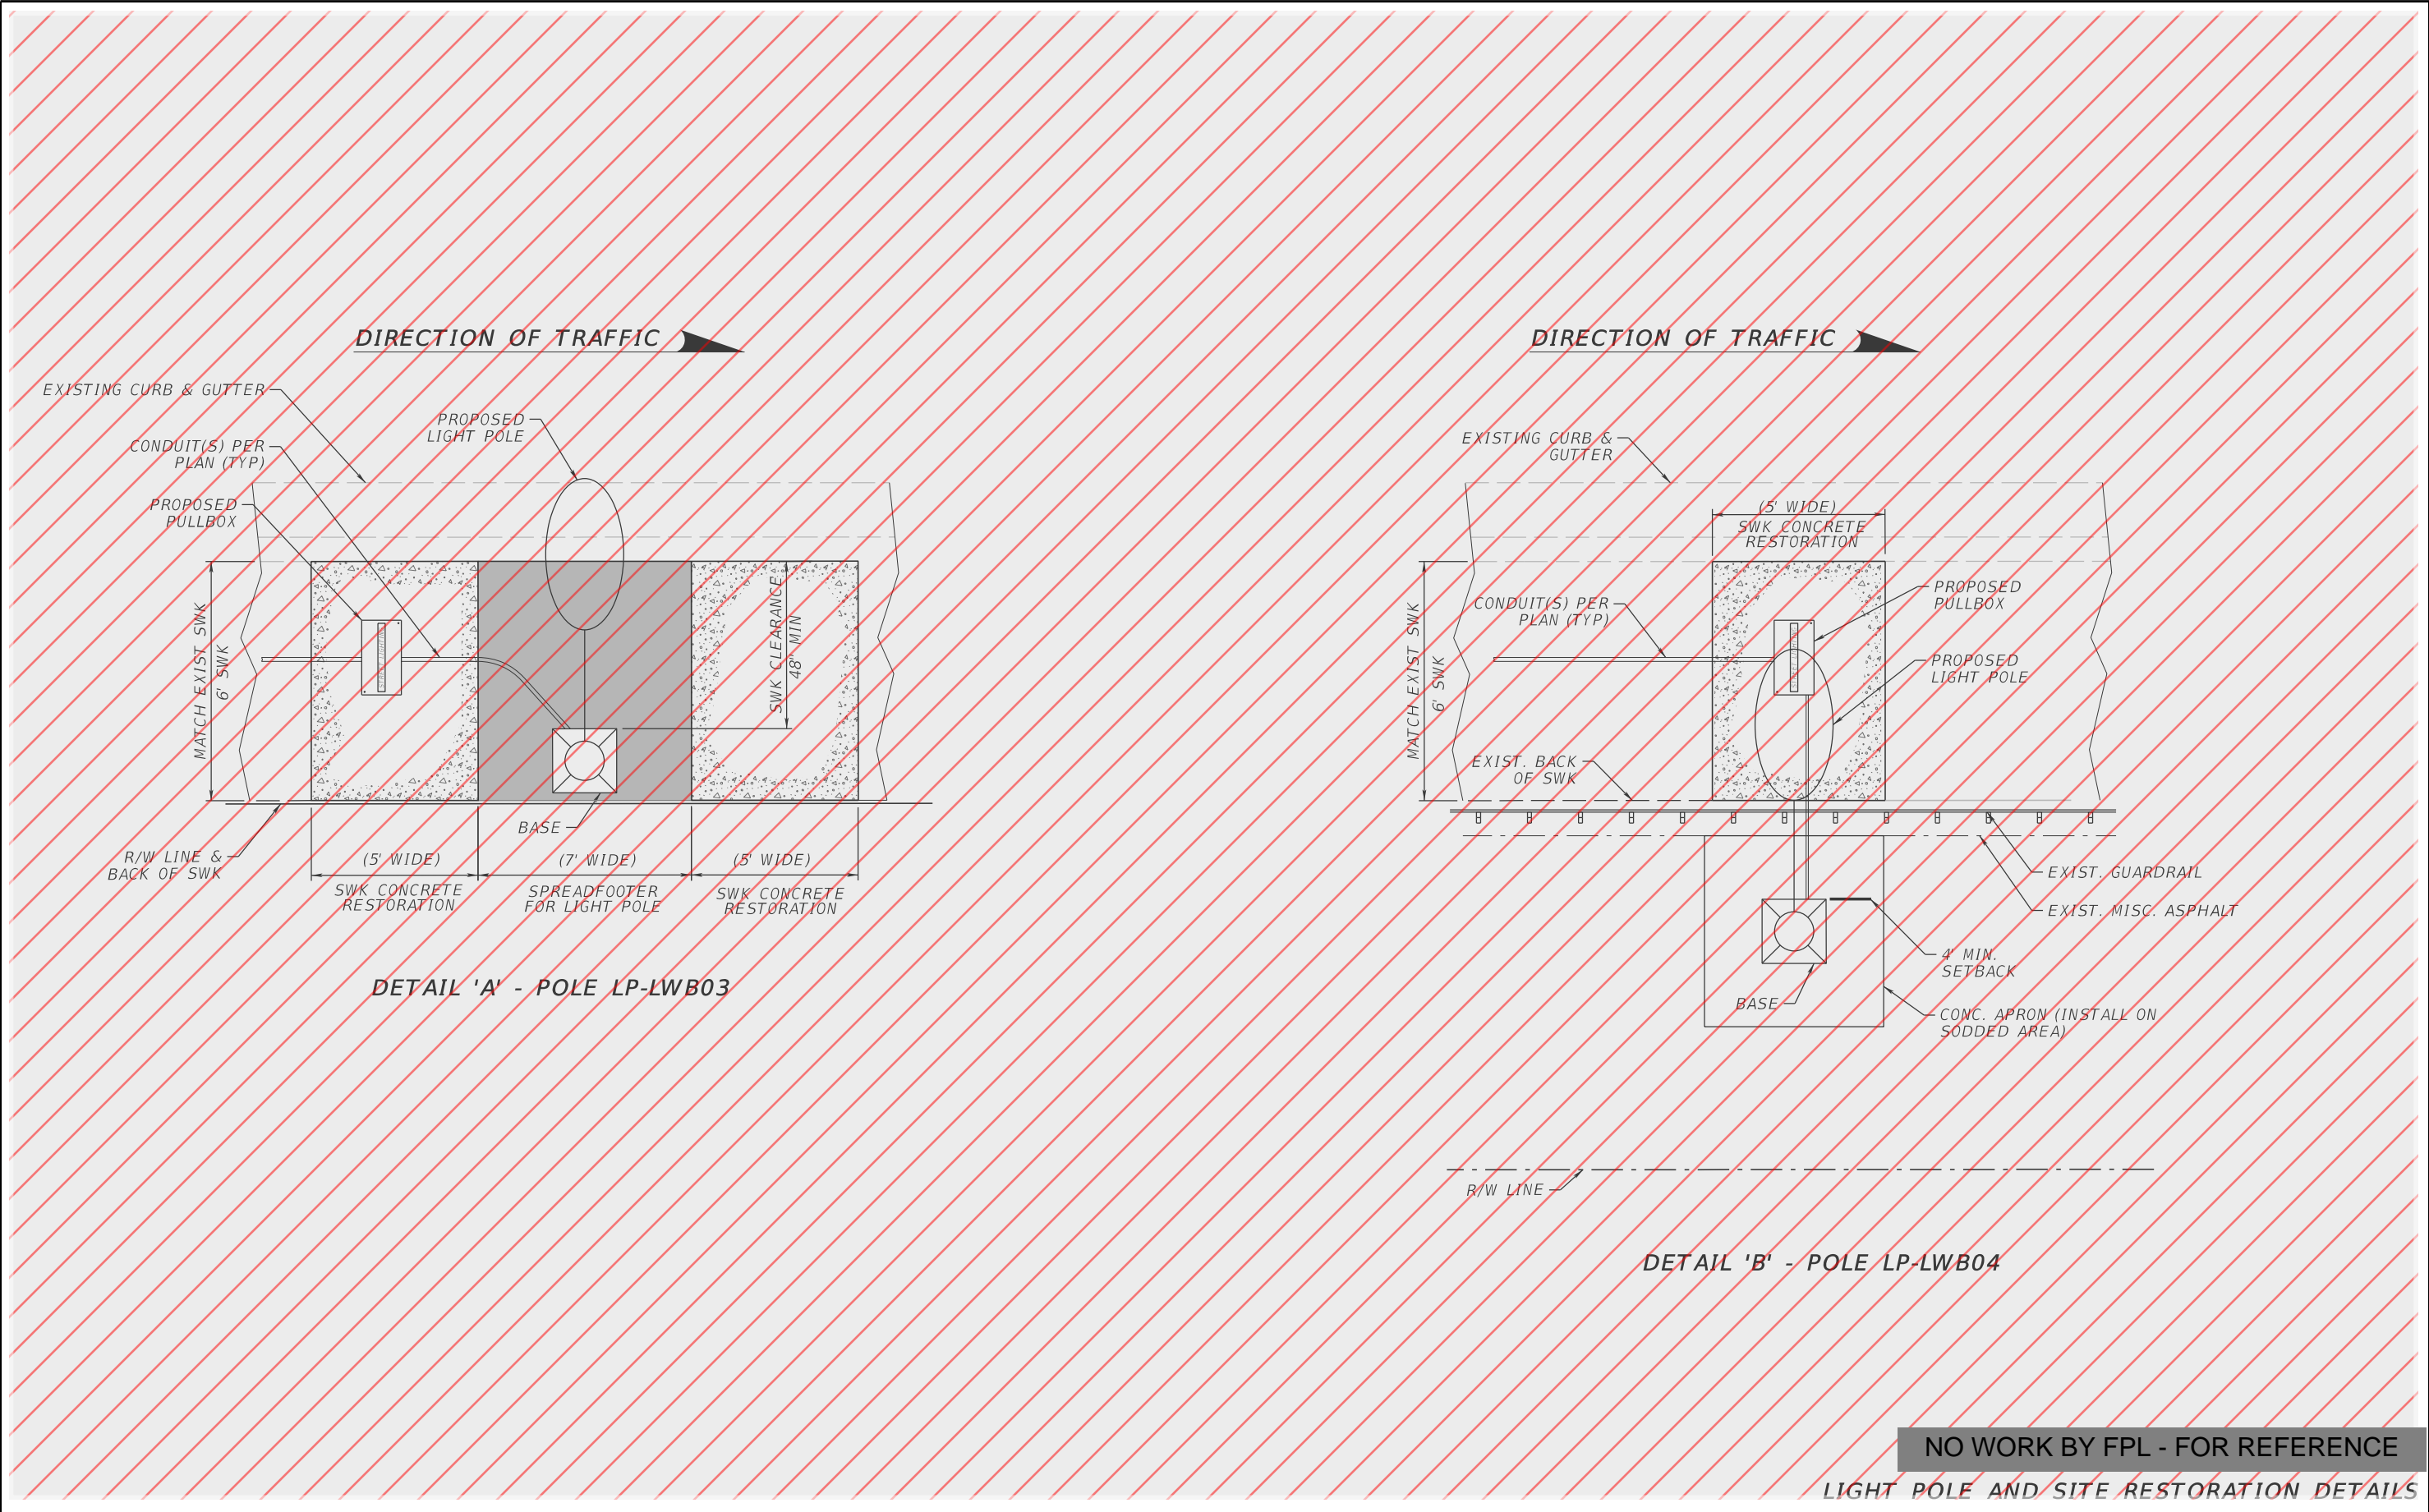 DIRECTION OF TRAFFIC
EXISTING CURB & GUTTER
PROPOSED
LIGHT POLE
CONDUIT(S) PER
PLAN (TYP)
PROPOSED
PULLBOX
MATCH EXIST SWK
6' SWK
SWK CLEARANCE
48" MIN
BASE
R/W LINE &
BACK OF SWK
(5' WIDE)
SWK CONCRETE
RESTORATION
(7' WIDE)
SPREADFOOTER
FOR LIGHT POLE
(5' WIDE)
SWK CONCRETE
RESTORATION
DETAIL 'A' - POLE LP-LWB03
DIRECTION OF TRAFFIC
EXISTING CURB &
GUTTER
(5' WIDE)
SWK CONCRETE
RESTORATION
PROPOSED
PULLBOX
CONDUIT(S) PER
PLAN (TYP)
PROPOSED
LIGHT POLE
MATCH EXIST SWK
6' SWK
EXIST. BACK
OF SWK
EXIST. GUARDRAIL
EXIST. MISC. ASPHALT
4' MIN.
SETBACK
BASE
CONC. APRON (INSTALL ON
SODDED AREA)
R/W LINE
DETAIL 'B' - POLE LP-LWB04
NO WORK BY FPL - FOR REFERENCE
LIGHT POLE AND SITE RESTORATION DETAILS